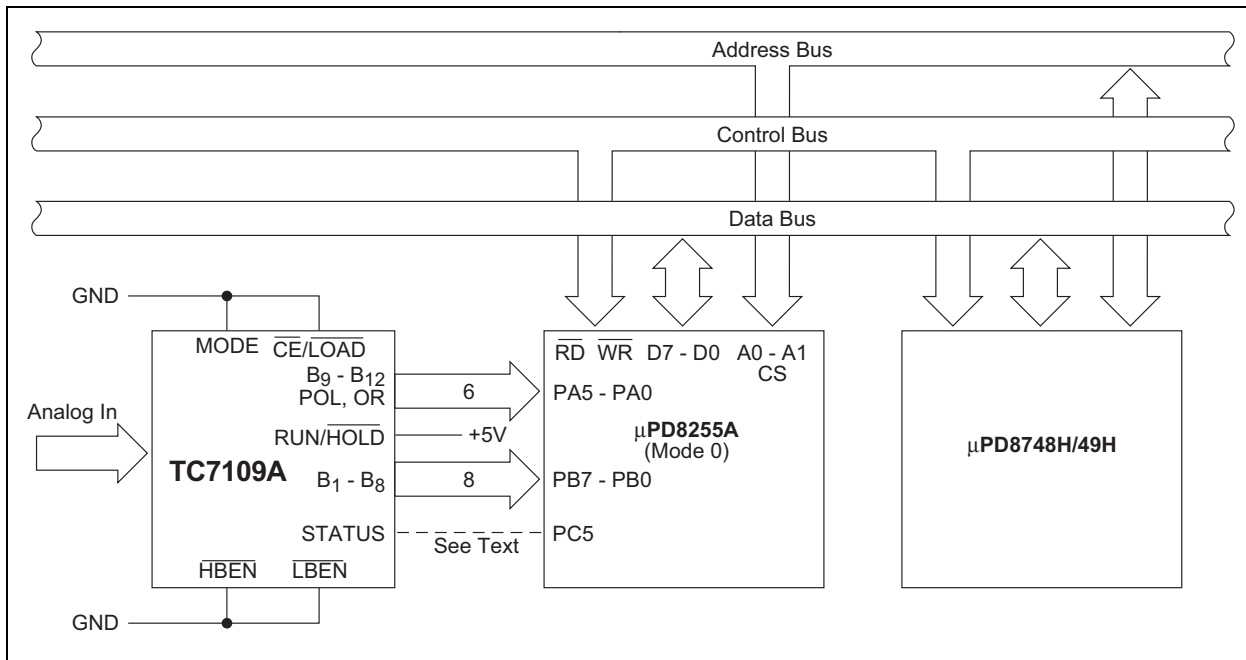 Address Bus
Control Bus
Data Bus
GND
MODE CE/LOAD
B9 - B12
POL, OR
6
Analog In
RUN/HOLD
+5V
TC7109A
B1 - B8
8
STATUS
See Text
HBEN LBEN
GND
RD WR D7 - D0 A0 - A1
CS
PA5 - PA0
µPD8255A
(Mode 0)
PB7 - PB0
PC5
µPD8748H/49H